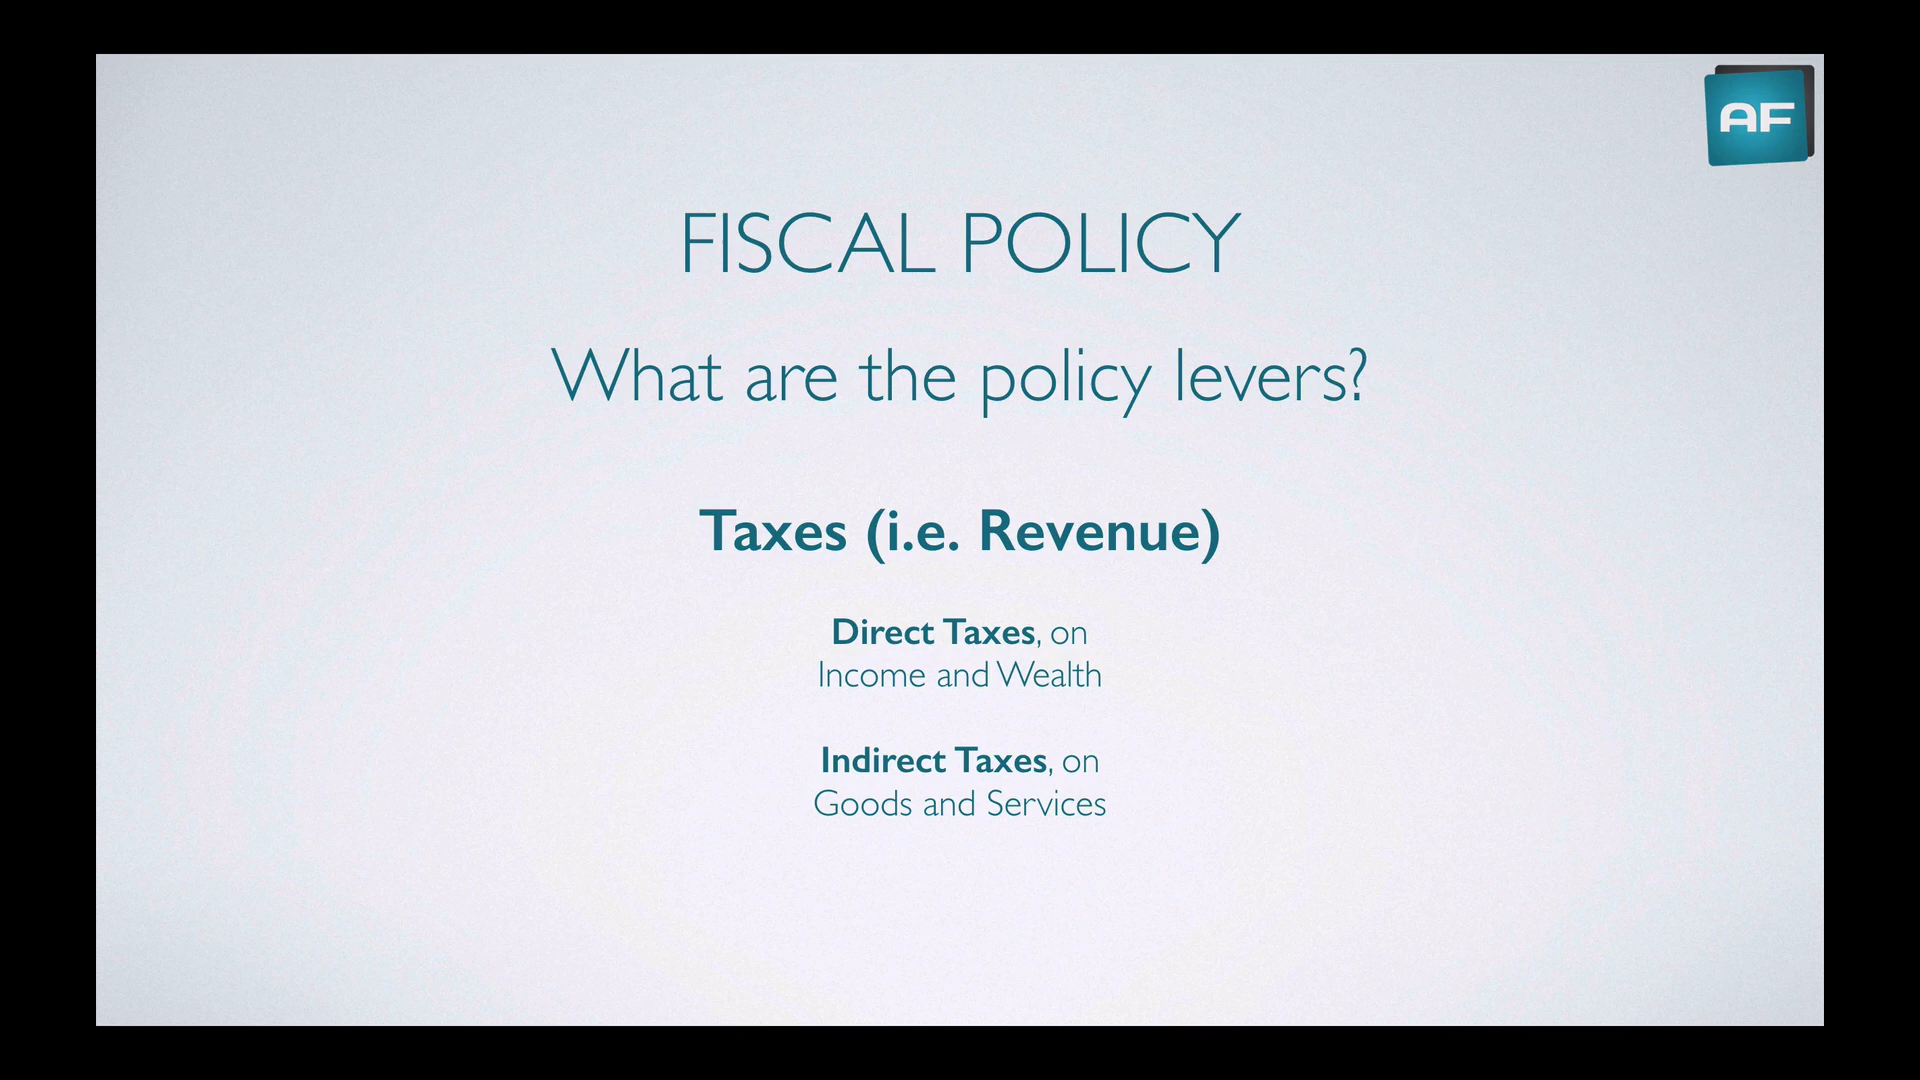 AF
FISCAL POLICY
What are the policy levers?
Taxes (i.e. Revenue)
Direct Taxes, on
Income and Wealth
Indirect Taxes, on
Goods and Services